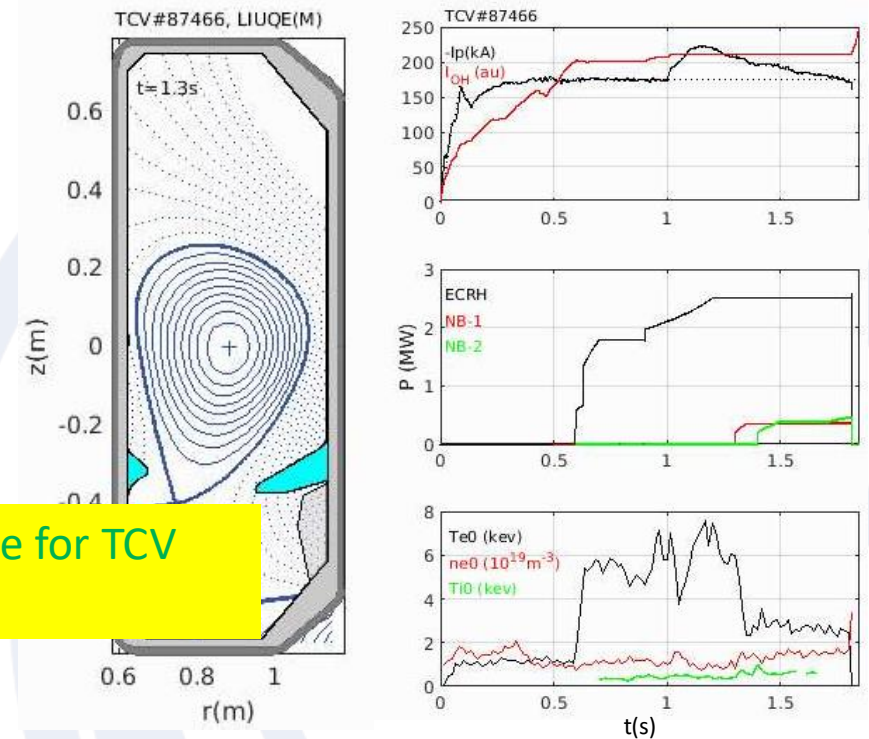 TCV#87466, LIUQE(M)
t=1.3s
0.6
0.4
0.2
0
-0.2
-0.4
e for TCV
0.6 0.8 1
z(m)
r(m)
TCV#87466
-Ip(kA)
I_OH (au)
250
200
150
100
50
0
0 0.5 1 1.5
ECRH
NB-1
NB-2
P (MW)
3
2
1
0
0 0.5 1 1.5
Te0 (kev)
ne0 (10^19m^-3)
Ti0 (kev)
8
6
4
2
0
0 0.5 1 1.5
t(s)